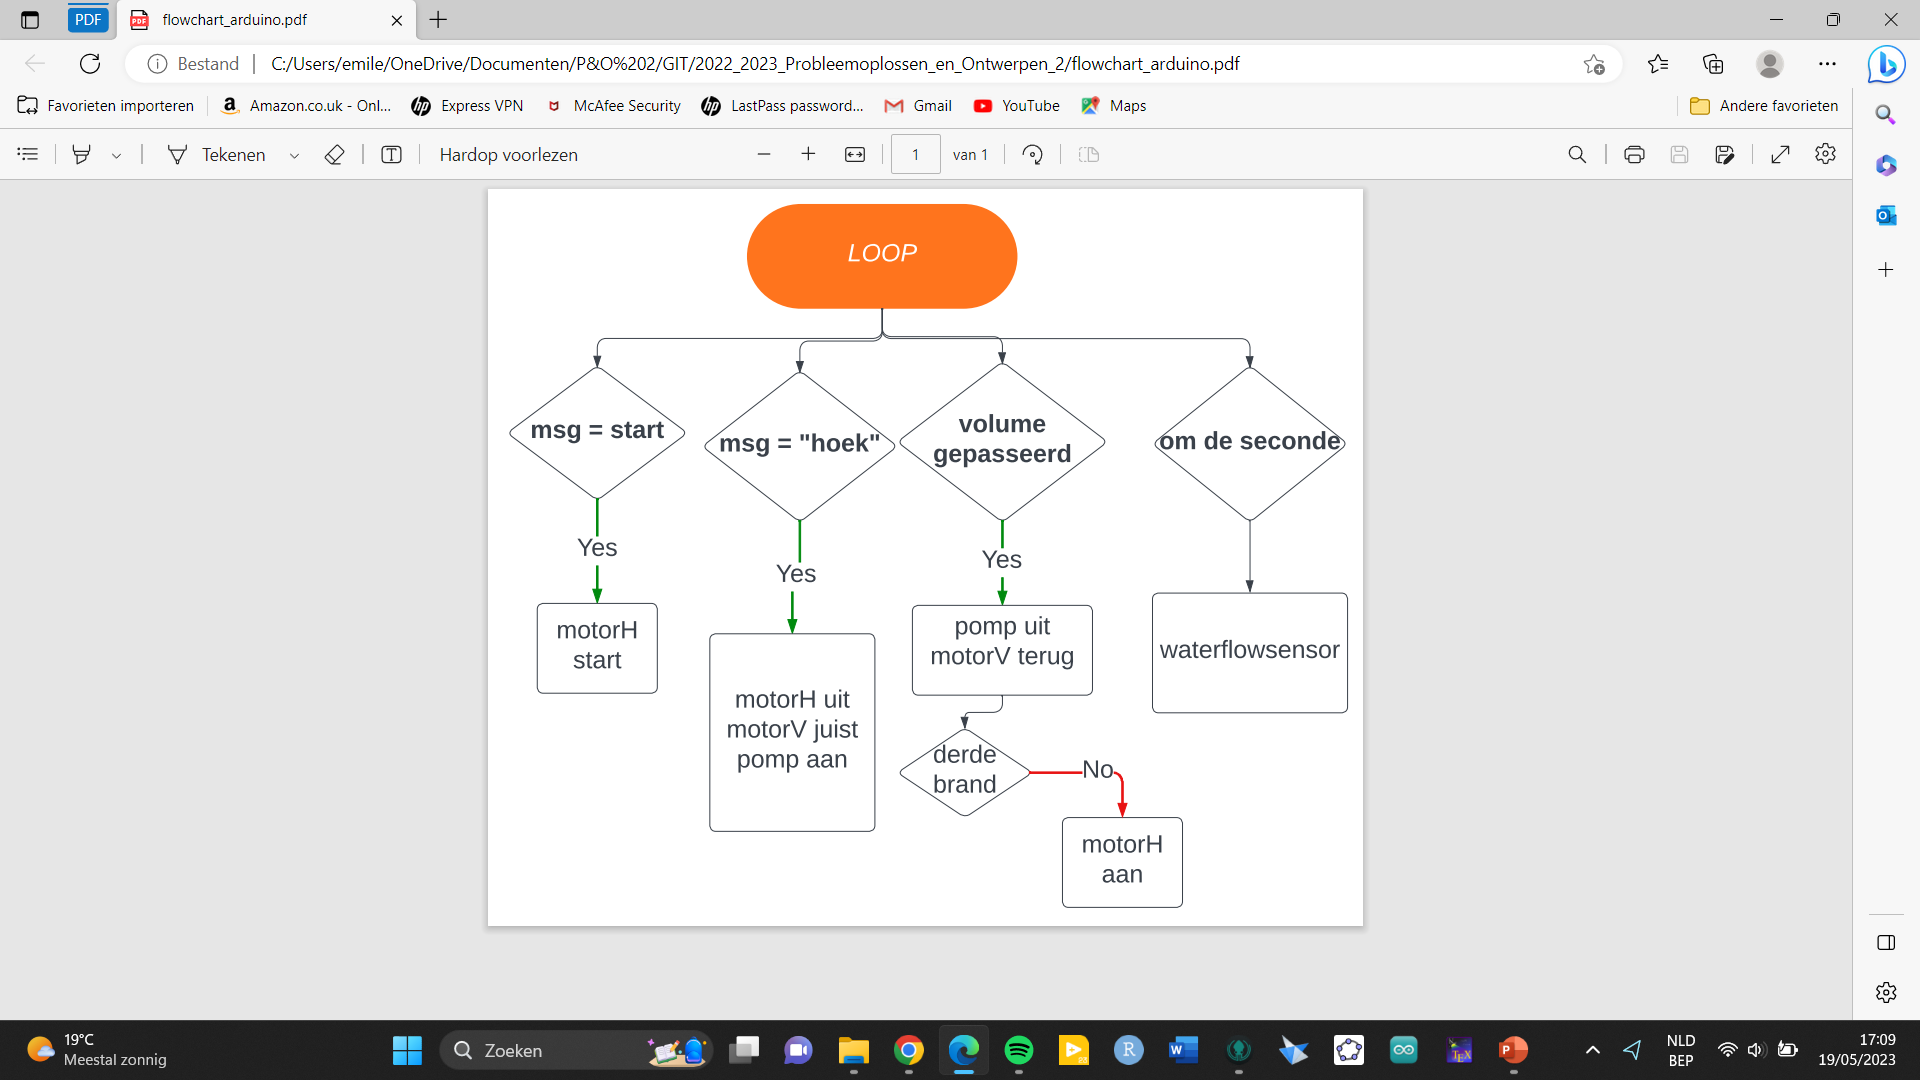 PDF
flowchart_arduino.pdf
Bestand
C:/Users/emile/OneDrive/Documenten/P&O%202/GIT/2022_2023_Probleemoplossen_en_Ontwerpen_2/flowchart_arduino.pdf
Favorieten importeren
Amazon.co.uk - Onl...
Express VPN
McAfee Security
LastPass password...
Gmail
YouTube
Maps
Andere favorieten
Tekenen
Hardop voorlezen
1
van 1
LOOP
msg = start
msg = "hoek"
volume
gepasseerd
om de seconde
Yes
Yes
Yes
motorH
start
motorH uit
motorV juist
pomp aan
pomp uit
motorV terug
waterflowsensor
derde
brand
No
motorH
aan
19°C
Meestal zonnig
Zoeken
NLD
BEP
17:09
19/05/2023